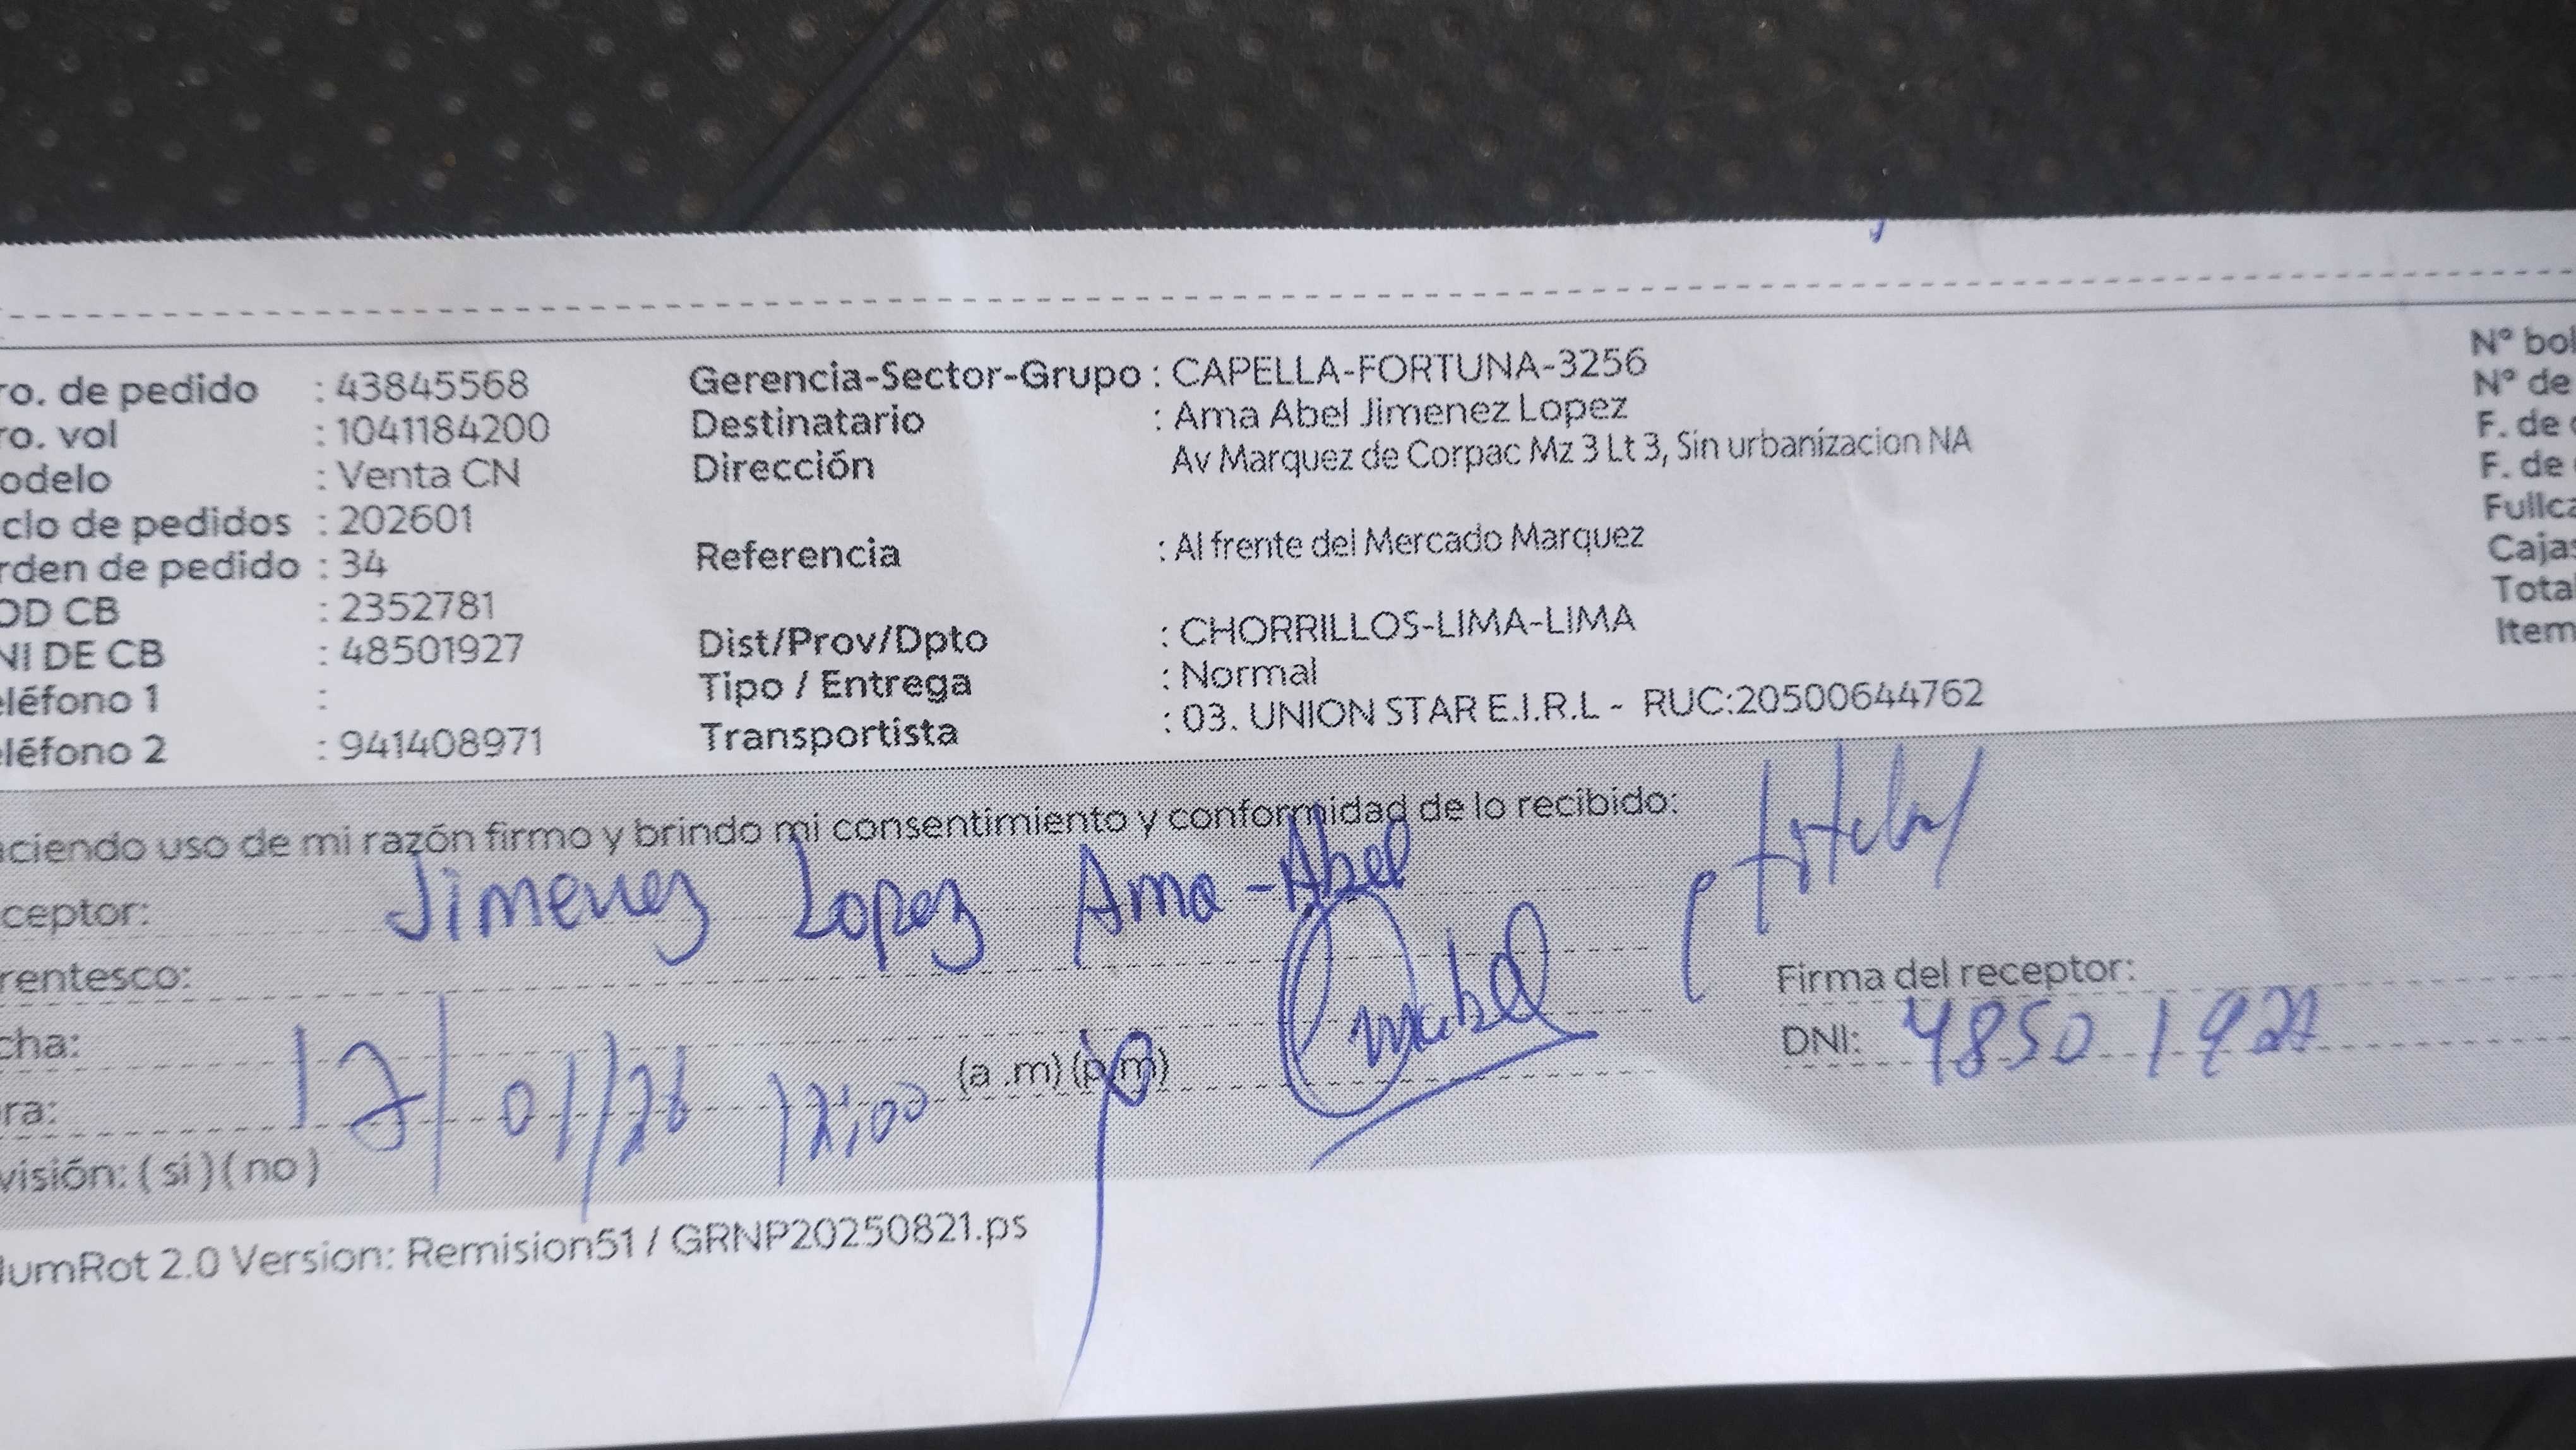 ro. de pedido : 43845568
ro. vol : 1041184200
odelo : Venta CN
clo de pedidos : 202601
rden de pedido : 34
OD CB : 2352781
NI DE CB : 48501927
eléfono 1 :
eléfono 2 : 941408971
Gerencia-Sector-Grupo : CAPELLA-FORTUNA-3256
Destinatario : Ama Abel Jimenez Lopez
Dirección Av Marquez de Corpac Mz 3 Lt 3, Sin urbanizacion NA
Referencia : Al frente del Mercado Marquez
Dist/Prov/Dpto : CHORRILLOS-LIMA-LIMA
Tipo / Entrega : Normal
Transportista : 03. UNION STAR E.I.R.L - RUC:20500644762
N° bol
N° de
F. de
F. de
Fullca
Cajas
Total
Item
aciendo uso de mi razón firmo y brindo mi consentimiento y conformidad de lo recibido:
ceptor: Jimenez Lopez Ama-Abel
rentesco:
Firma del receptor:
cha: 17/01/26
DNI: 48501927
ora: 12:00 (a .m) (p.m)
visión: ( si ) ( no )
NumRot 2.0 Version: Remision51 / GRNP20250821.ps